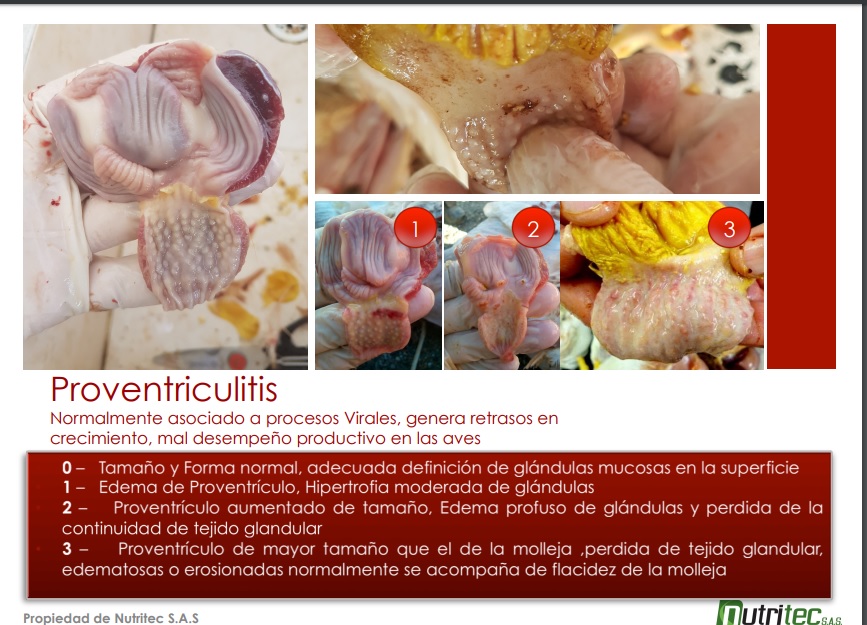 1
2
3
Proventriculitis
Normalmente asociado a procesos Virales, genera retrasos en
crecimiento, mal desempeño productivo en las aves
0 – Tamaño y Forma normal, adecuada definición de glándulas mucosas en la superficie
1 – Edema de Proventrículo, Hipertrofia moderada de glándulas
2 – Proventrículo aumentado de tamaño, Edema profuso de glándulas y perdida de la
continuidad de tejido glandular
3 – Proventrículo de mayor tamaño que el de la molleja ,perdida de tejido glandular,
edematosas o erosionadas normalmente se acompaña de flacidez de la molleja
Propiedad de Nutritec S.A.S
nutritec S.A.S.